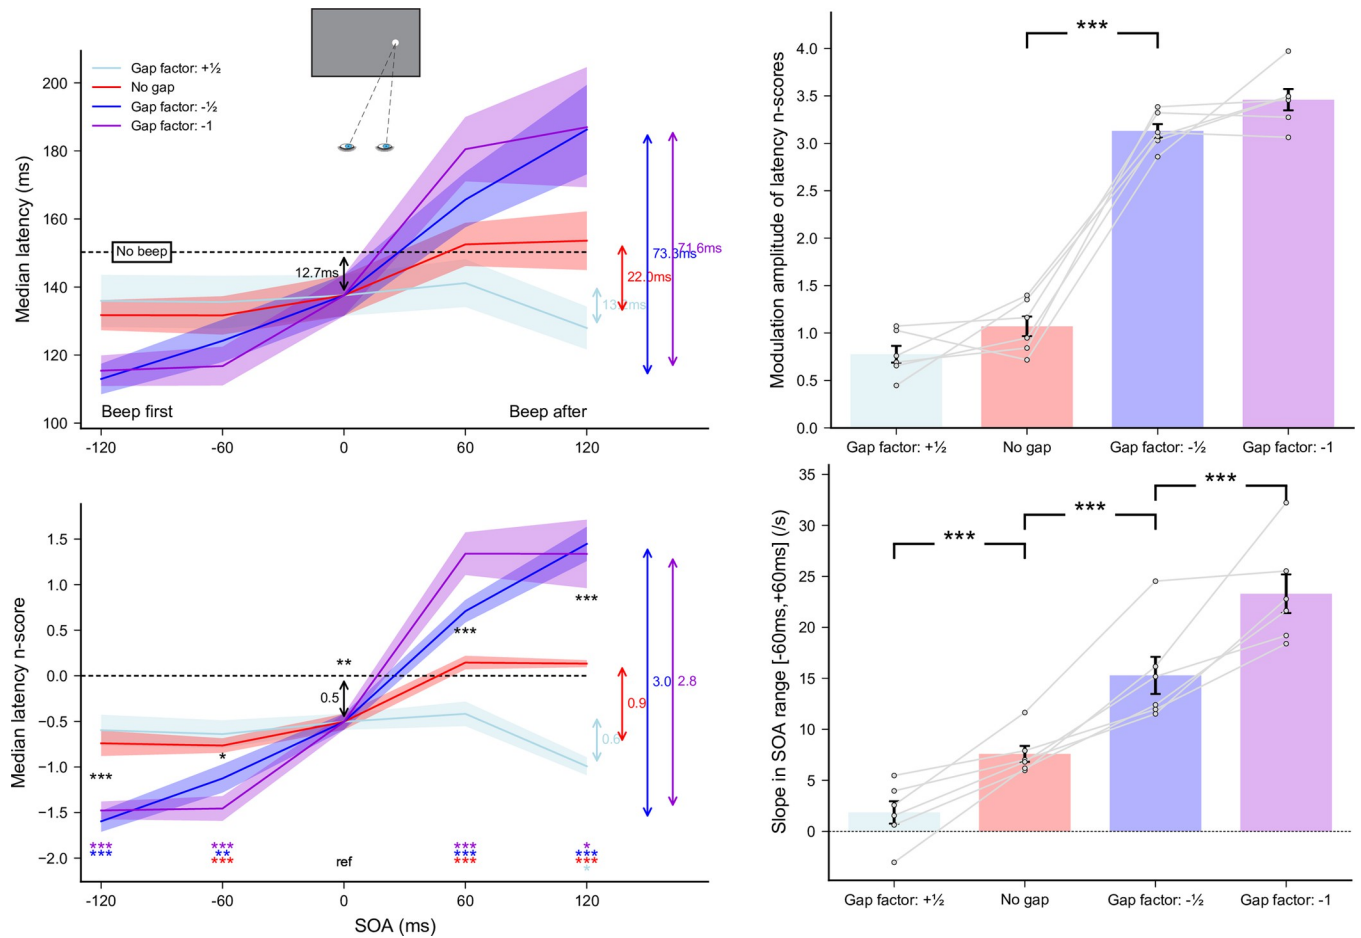 Median latency (ms)
200
180
160
140
120
100
Gap factor: +½
No gap
Gap factor: -½
Gap factor: -1
No beep
12.7ms
71.6ms
73.3ms
22.0ms
Beep first
Beep after
-120
-60
0
60
120
Modulation amplitude of latency n-scores
4.0
3.5
3.0
2.5
2.0
1.5
1.0
0.5
0.0
***
Gap factor: +½
No gap
Gap factor: -½
Gap factor: -1
Median latency n-score
1.5
1.0
0.5
0.0
−0.5
−1.0
−1.5
−2.0
***
***
**
0.5
3.0
2.8
0.9
0.6
*
***
*** *** *** *
*** ** ref *** ***
*** *** ***
*
-120
-60
0
60
120
SOA (ms)
Slope in SOA range [-60ms,+60ms] (/s)
35
30
25
20
15
10
5
0
***
***
***
Gap factor: +½
No gap
Gap factor: -½
Gap factor: -1